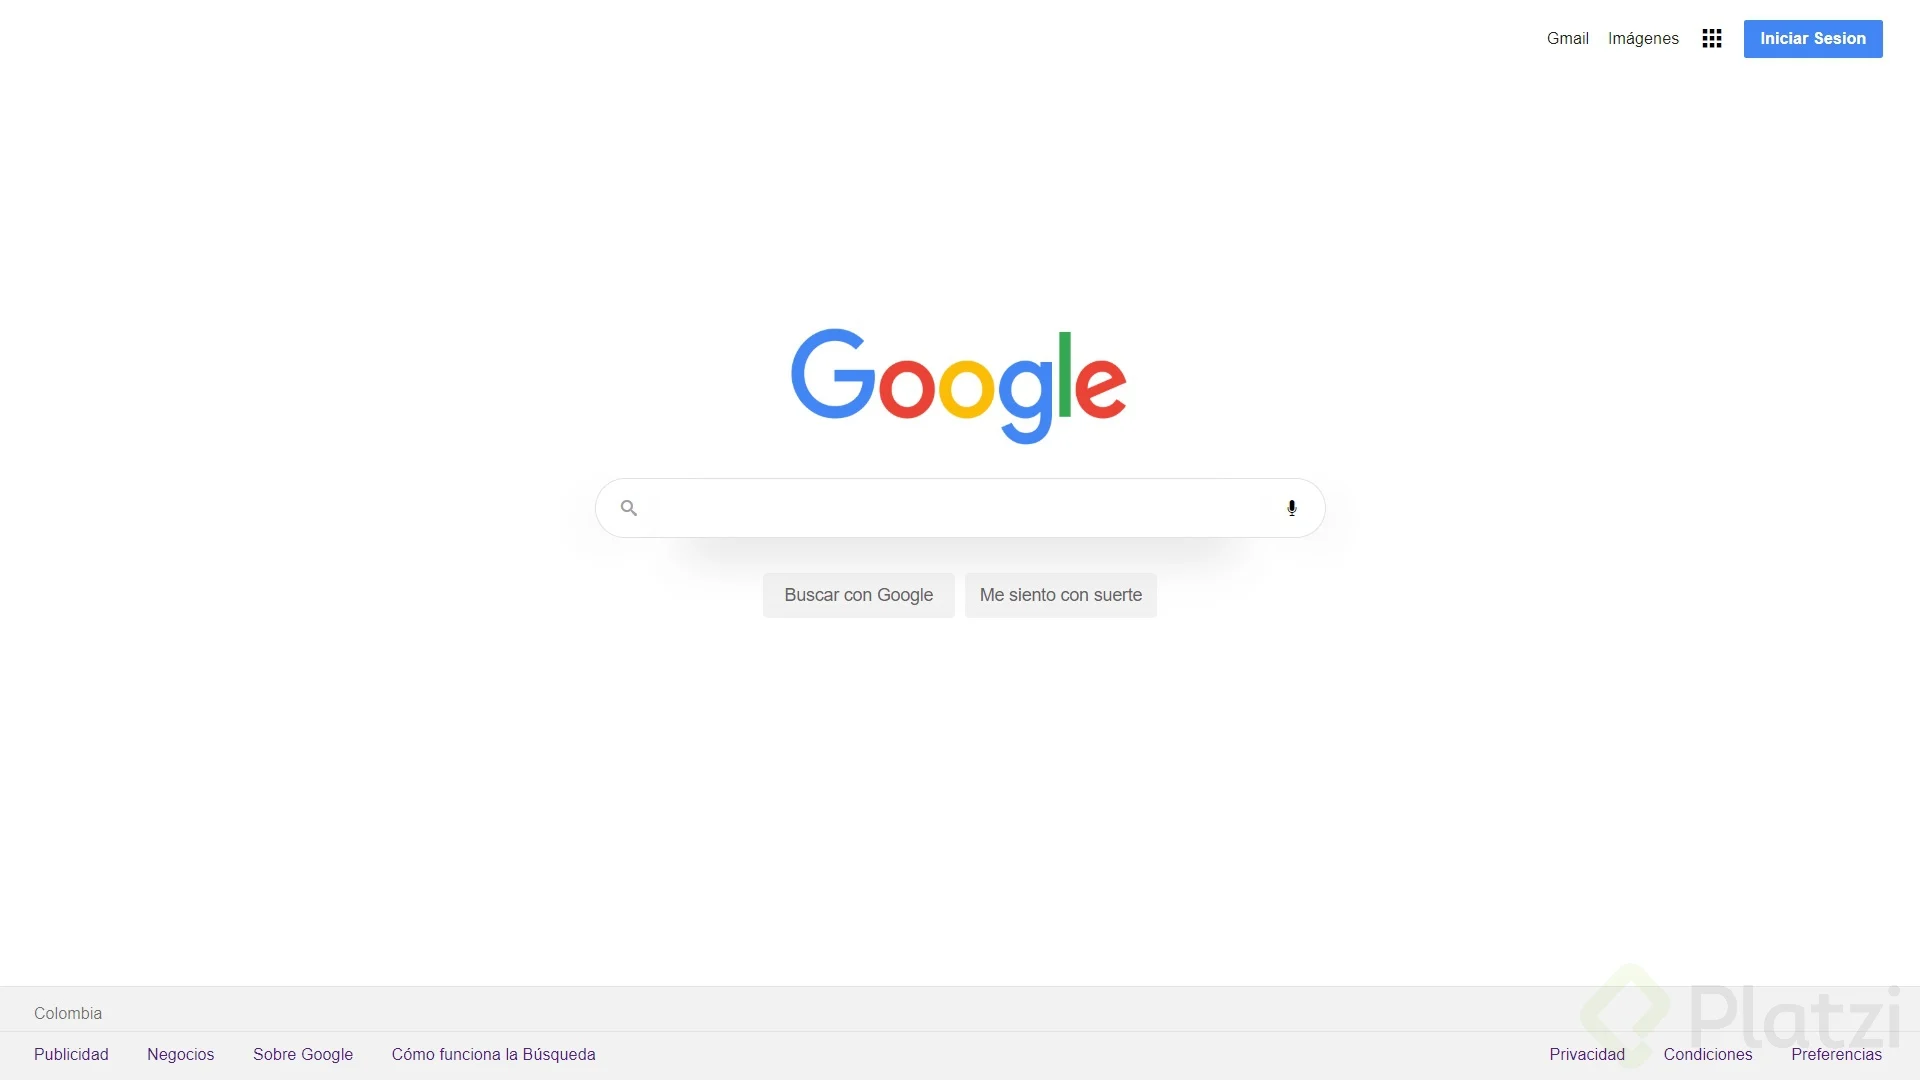 Gmail Imágenes Iniciar Sesion
Google
Buscar con Google Me siento con suerte
Colombia
Platzi
Publicidad Negocios Sobre Google Cómo funciona la Búsqueda Privacidad Condiciones Preferencias